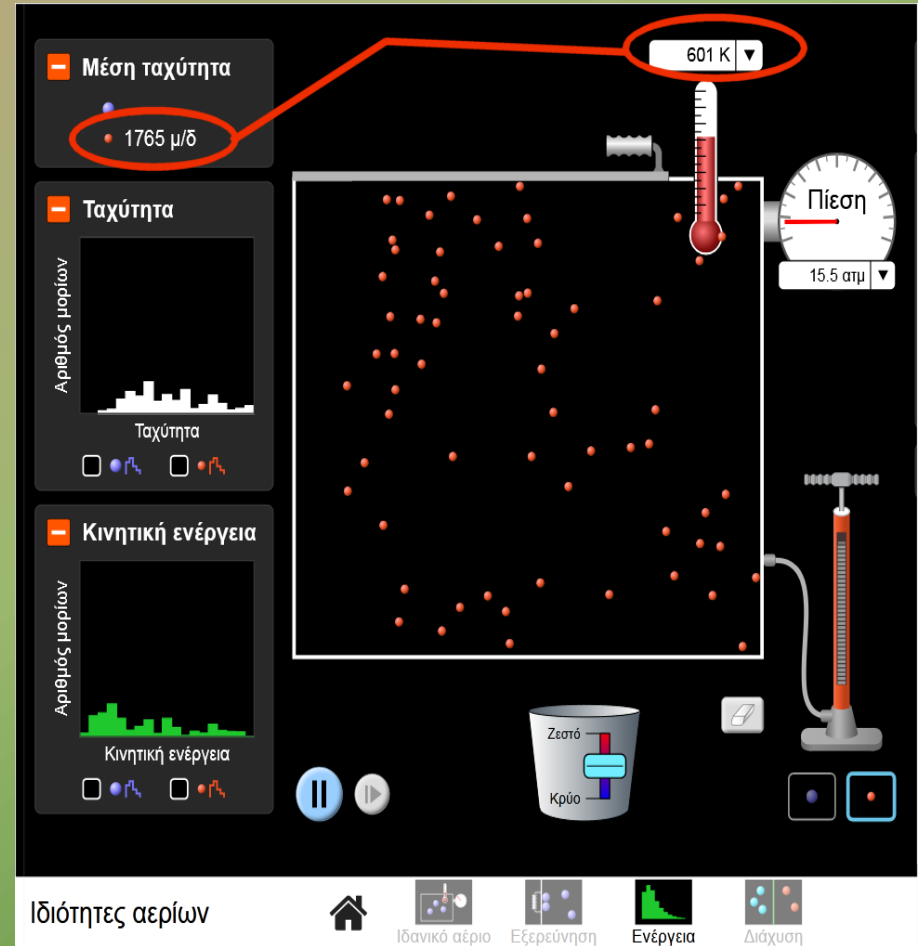 601 K
Μέση ταχύτητα
1765 μ/δ
Ταχύτητα
Αριθμός μορίων
Ταχύτητα
Πίεση
15.5 ατμ
Κινητική ενέργεια
Αριθμός μορίων
Κινητική ενέργεια
Ζεστό
Κρύο
Ιδιότητες αερίων
Ιδανικό αέριο
Εξερεύνηση
Ενέργεια
Διάχυση